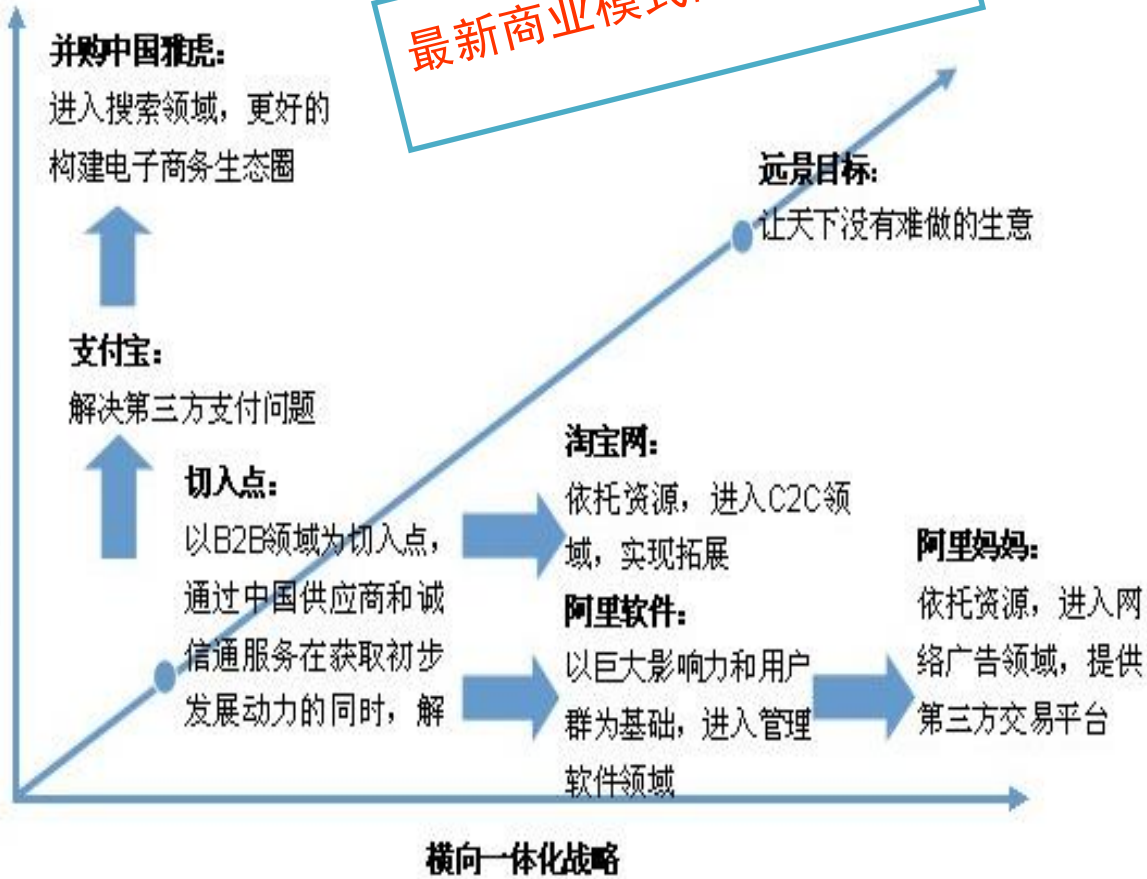 最新商业模式
并购中国雅虎：
进入搜索领域，更好的
构建电子商务生态圈
远景目标：
让天下没有难做的生意
支付宝：
解决第三方支付问题
切入点：
以B2B领域为切入点，
通过中国供应商和诚
信通服务在获取初步
发展动力的同时，解
淘宝网：
依托资源，进入C2C领
域，实现拓展
阿里软件：
以巨大影响力和用户
群为基础，进入管理
软件领域
阿里妈妈：
依托资源，进入网
络广告领域，提供
第三方交易平台
横向一体化战略